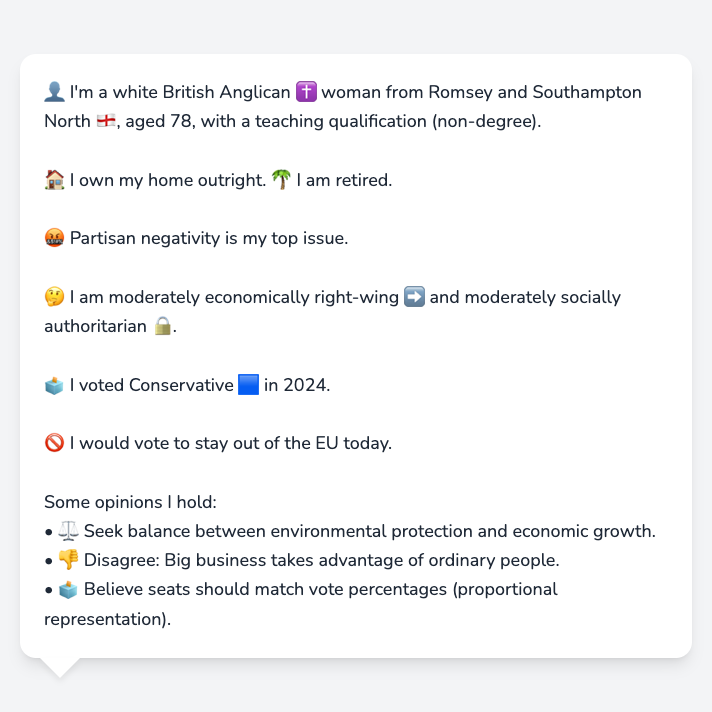 👤 I'm a white British Anglican ✝️ woman from Romsey and Southampton
North 🏴󠁧󠁢󠁥󠁮󠁧󠁿, aged 78, with a teaching qualification (non-degree).
🏠 I own my home outright. 🌴 I am retired.
🤬 Partisan negativity is my top issue.
🤔 I am moderately economically right-wing ➡️ and moderately socially
authoritarian 🔒.
🗳️ I voted Conservative 🟦 in 2024.
🚫 I would vote to stay out of the EU today.
Some opinions I hold:
• ⚖️ Seek balance between environmental protection and economic growth.
• 👎 Disagree: Big business takes advantage of ordinary people.
• 🗳️ Believe seats should match vote percentages (proportional
representation).